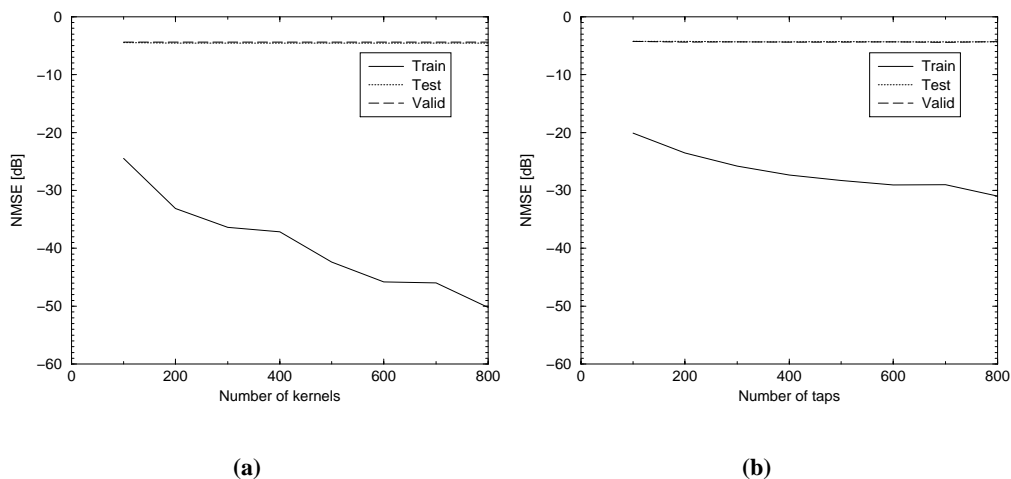 0
−10
−20
−30
−40
−50
−60
NMSE [dB]
0 200 400 600 800
Number of kernels
Train
Test
Valid
(a)
0
−10
−20
−30
−40
−50
−60
NMSE [dB]
0 200 400 600 800
Number of taps
Train
Test
Valid
(b)